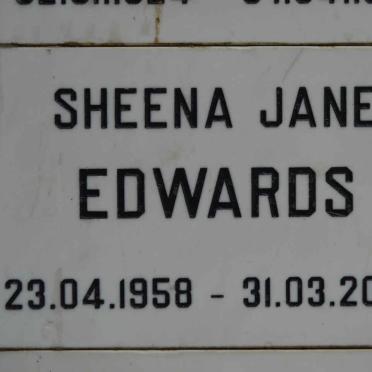 SHEENA JANE
EDWARDS
23.04.1958 - 31.03.20